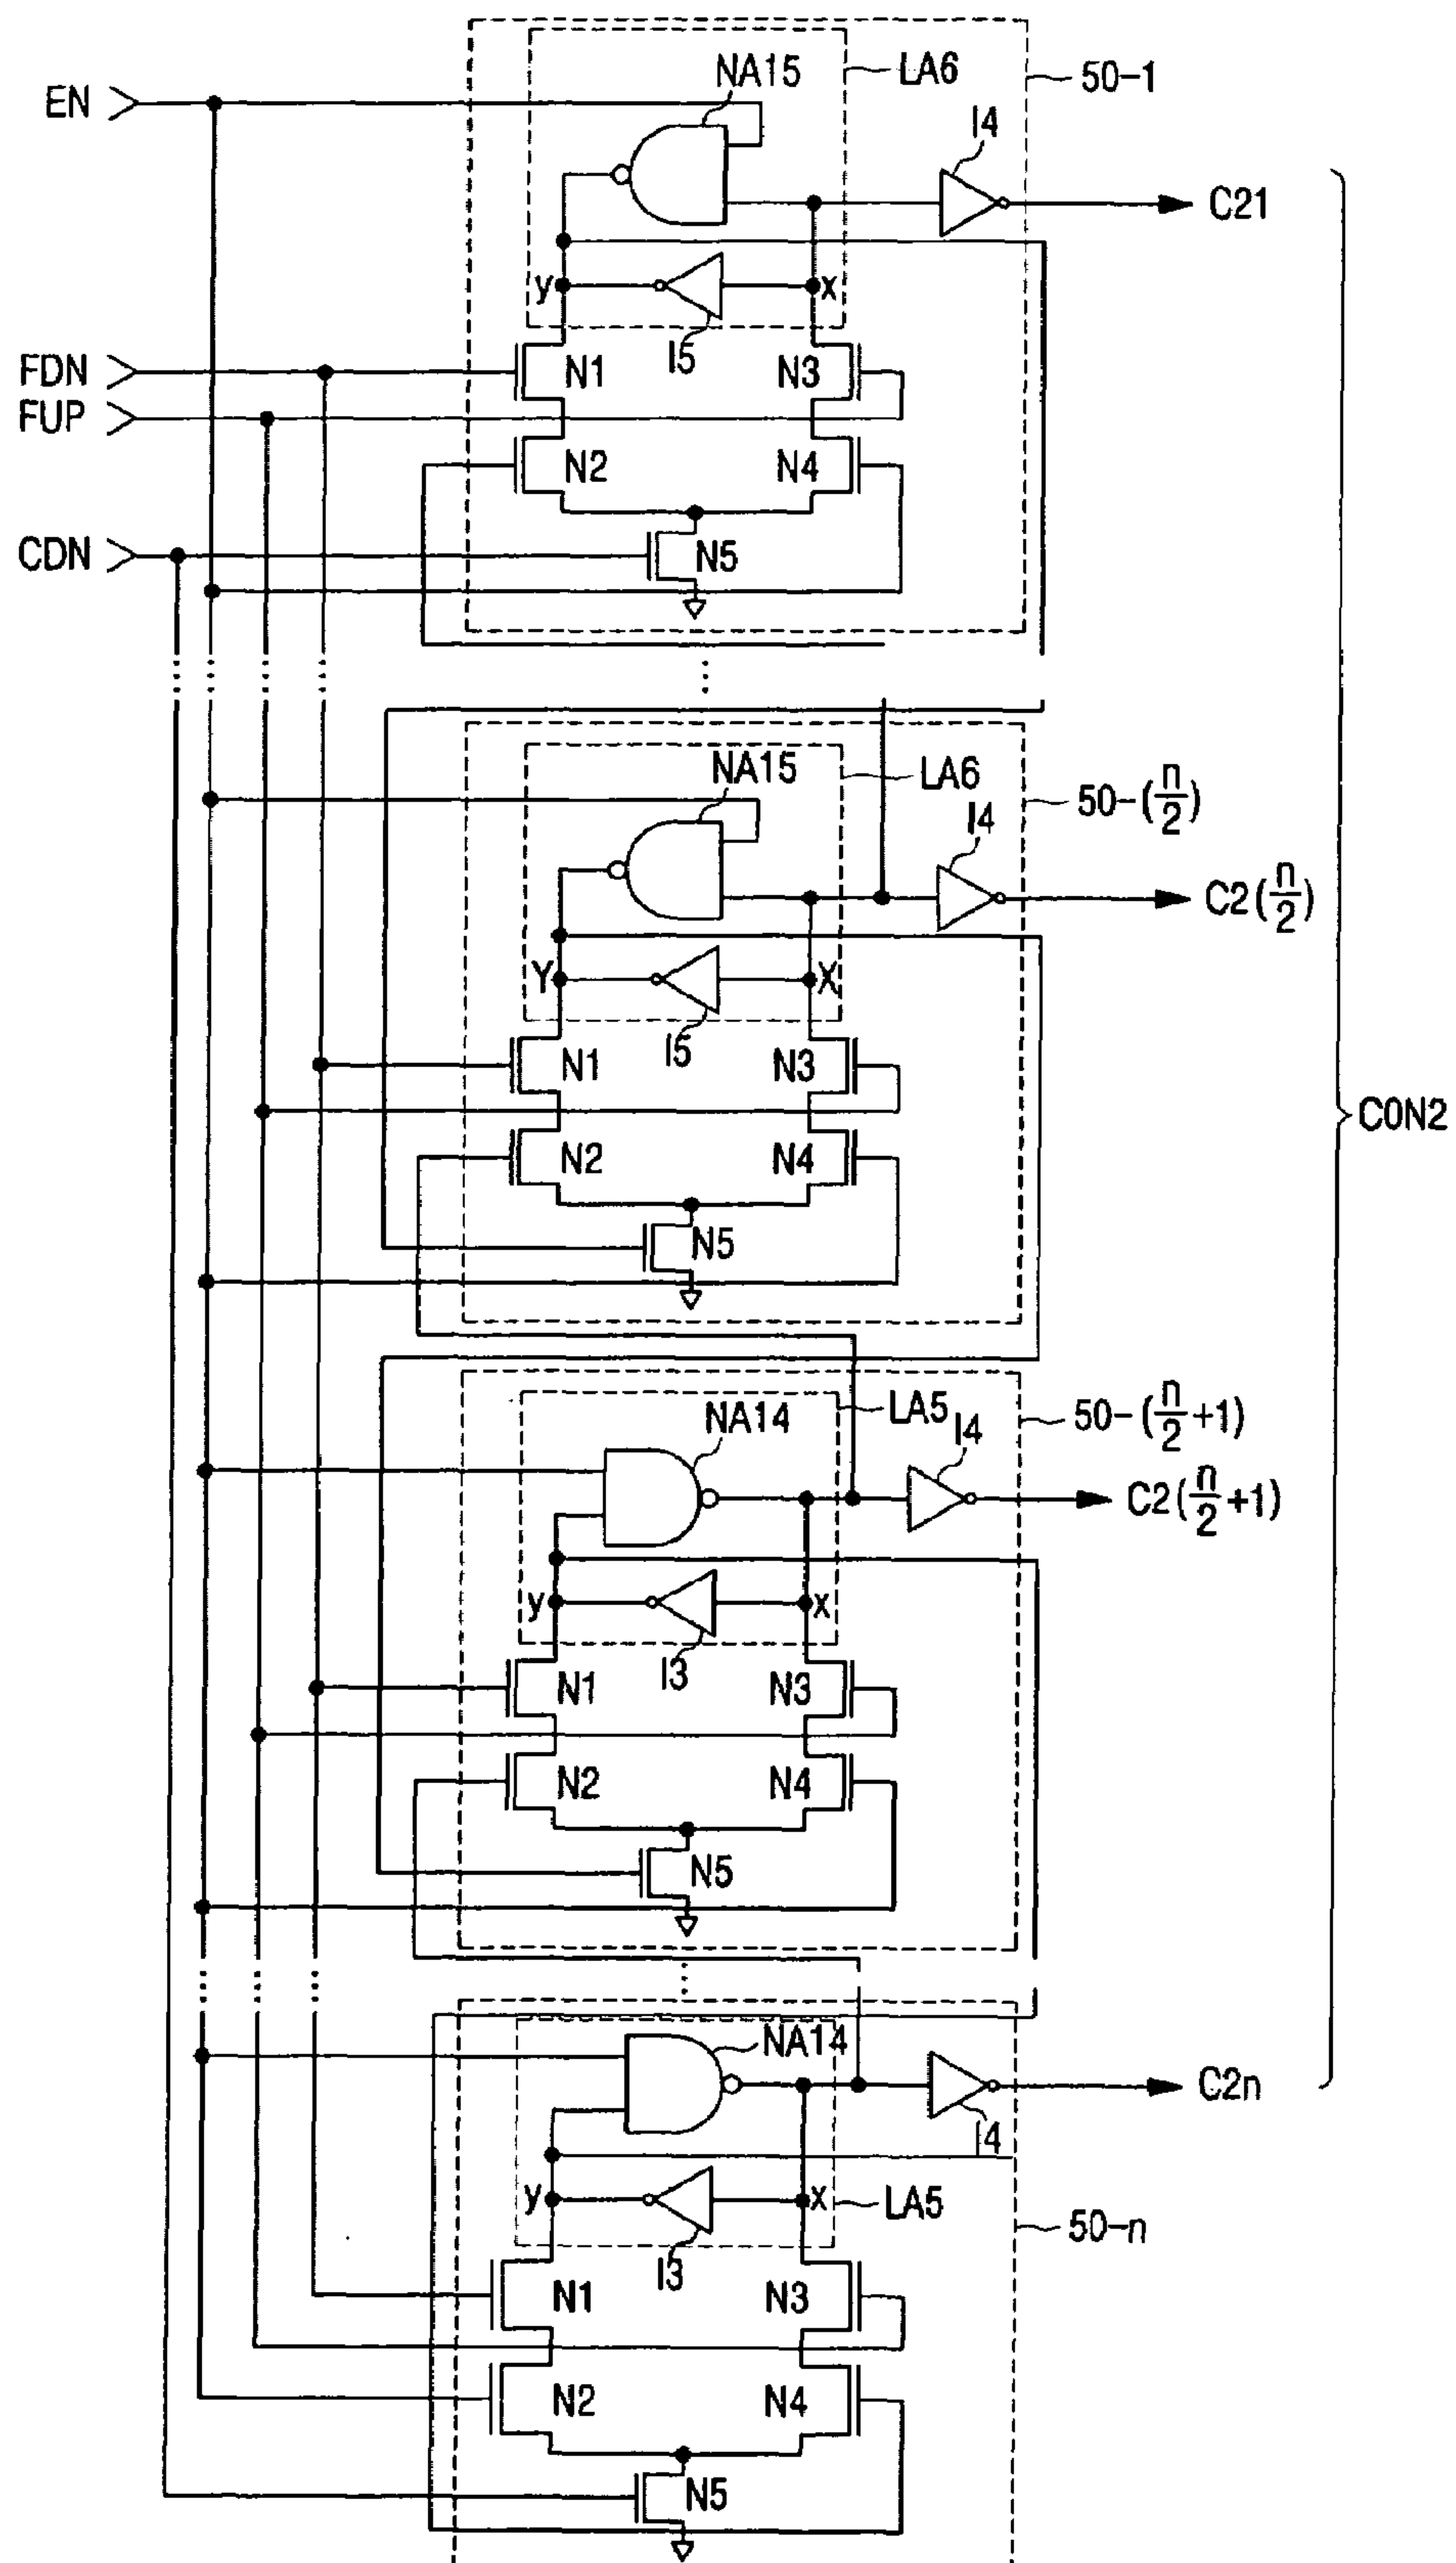 NA15
LA6
50-1
EN
I4
C21
y
x
I5
FDN
N1
N3
FUP
N2
N4
CDN
N5
NA15
LA6
50-(n/2)
I4
C2(n/2)
Y
X
I5
N1
N3
CON2
N2
N4
N5
NA14
LA5
50-(n/2+1)
I4
C2(n/2+1)
y
x
I3
N1
N3
N2
N4
N5
NA14
C2n
I4
y
x
LA5
50-n
I3
N1
N3
N2
N4
N5